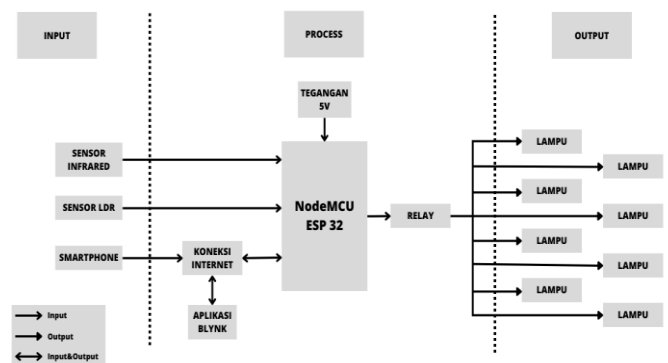 INPUT
PROCESS
OUTPUT
TEGANGAN
5V
SENSOR
INFRARED
SENSOR LDR
SMARTPHONE
KONEKSI
INTERNET
APLIKASI
BLYNK
NodeMCU
ESP 32
RELAY
LAMPU
LAMPU
LAMPU
LAMPU
LAMPU
LAMPU
LAMPU
LAMPU
Input
Output
Input&Output